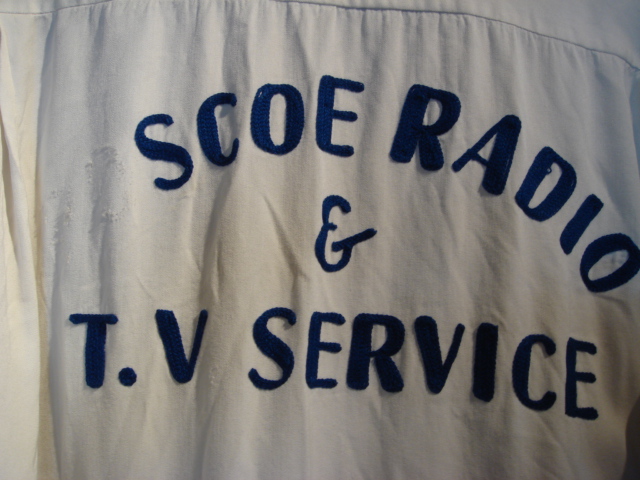 SCOE RADIO
&
T.V SERVICE